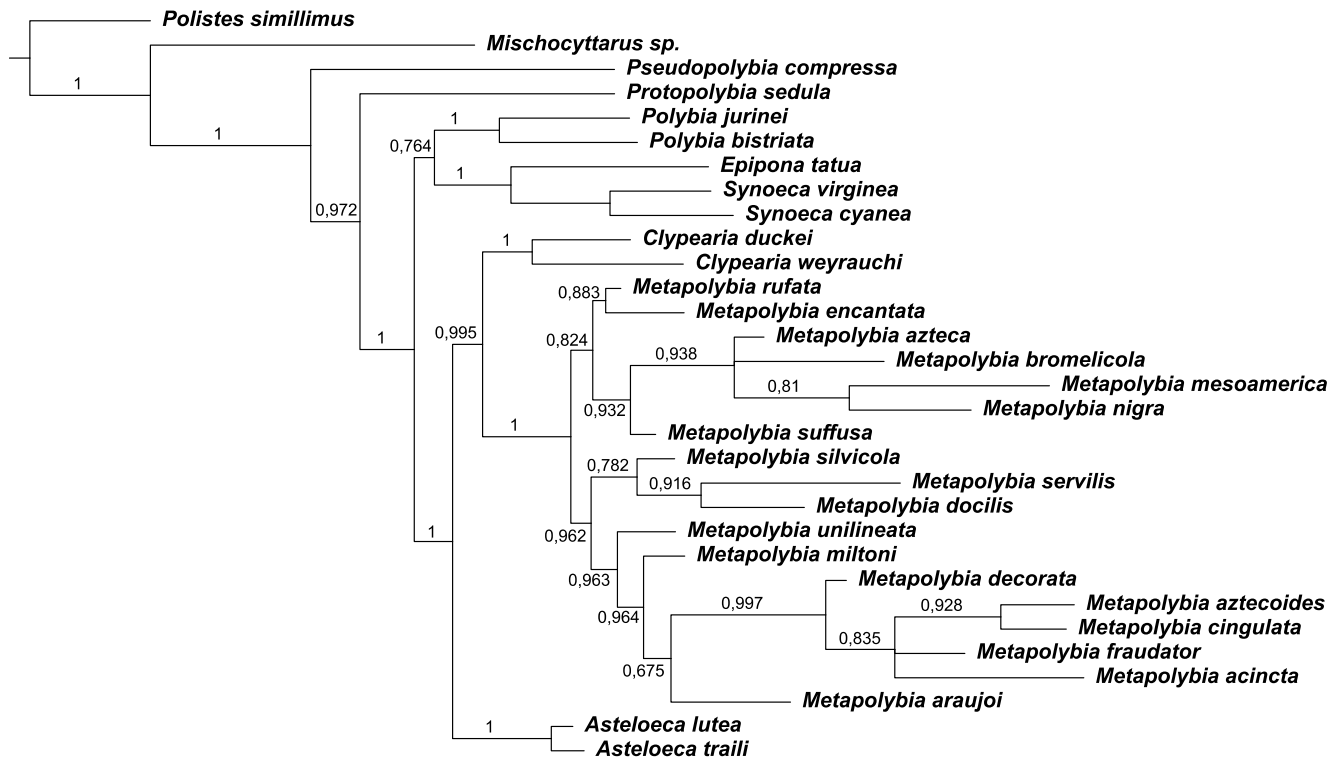 Polistes simillimus
Mischocyttarus sp.
Pseudopolybia compressa
1
Protopolybia sedula
Polybia jurinei
1
1
Polybia bistriata
0,764
Epipona tatua
1
Synoeca virginea
0,972
Synoeca cyanea
Clypearia duckei
1
Clypearia weyrauchi
Metapolybia rufata
0,883
Metapolybia encantata
Metapolybia azteca
1
0,995
0,824
0,938
Metapolybia bromelicola
Metapolybia mesoamerica
0,81
Metapolybia nigra
0,932
1
Metapolybia suffusa
Metapolybia silvicola
0,782
0,916
Metapolybia servilis
Metapolybia docilis
1
0,962
Metapolybia unilineata
Metapolybia miltoni
0,963
Metapolybia decorata
0,997
0,928
Metapolybia aztecoides
0,964
Metapolybia cingulata
0,835
Metapolybia fraudator
0,675
Metapolybia acincta
Metapolybia araujoi
1
Asteloeca lutea
Asteloeca traili